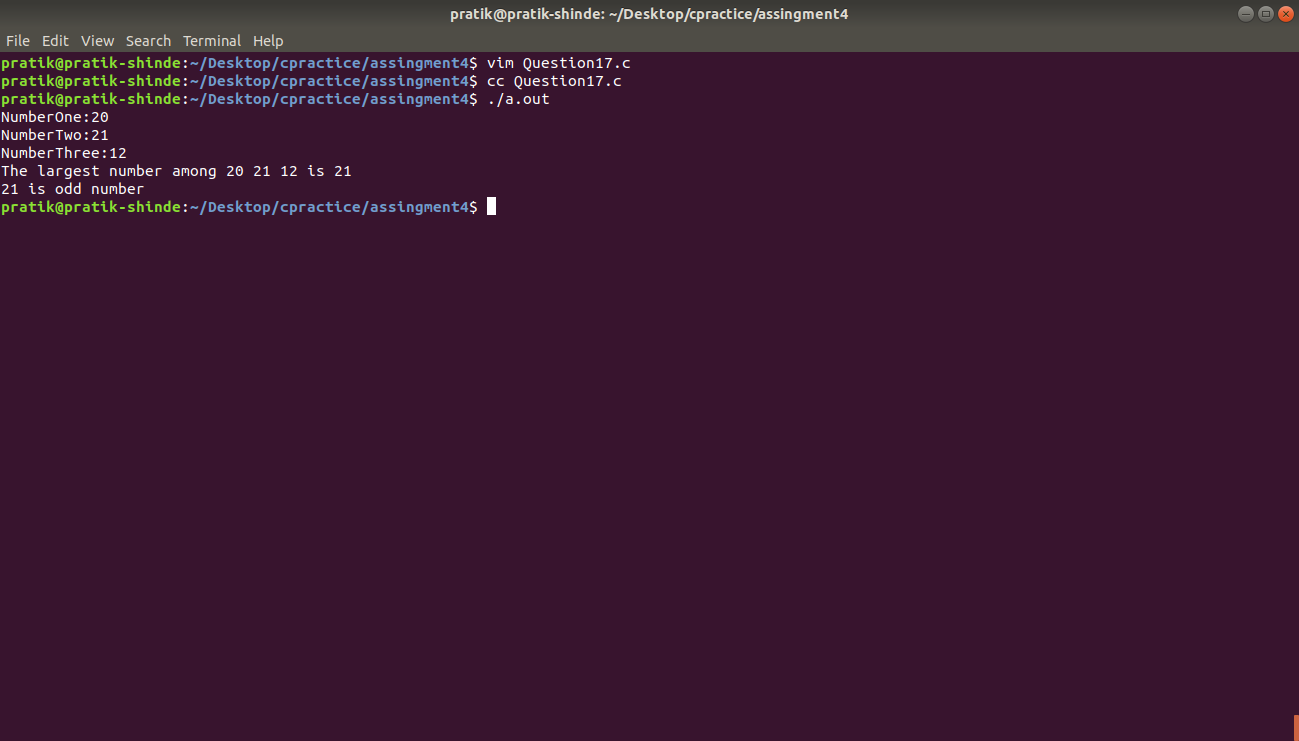 pratik@pratik-shinde: ~/Desktop/cpractice/assingment4
File Edit View Search Terminal Help
pratik@pratik-shinde:~/Desktop/cpractice/assingment4$ vim Question17.c
pratik@pratik-shinde:~/Desktop/cpractice/assingment4$ cc Question17.c
pratik@pratik-shinde:~/Desktop/cpractice/assingment4$ ./a.out
NumberOne:20
NumberTwo:21
NumberThree:12
The largest number among 20 21 12 is 21
21 is odd number
pratik@pratik-shinde:~/Desktop/cpractice/assingment4$